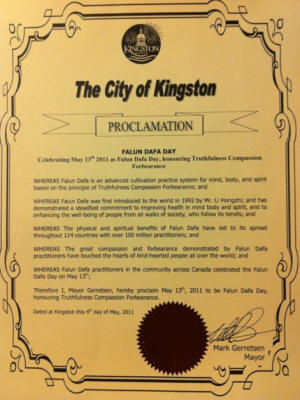 KINGSTON
The City of Kingston
PROCLAMATION
FALUN DAFA DAY
Celebrating May 13th 2011 as Falun Dafa Day, honouring Truthfulness Compassion
Forbearance
WHEREAS Falun Dafa is an advanced cultivation practice system for mind, body, and spirit
based on the principle of Truthfulness Compassion Forbearance; and
WHEREAS Falun Dafa was first introduced to the world in 1992 by Mr. Li Hongzhi; and has
demonstrated a steadfast commitment to improving health in mind body and spirit, and to
enhancing the well-being of people from all walks of society, who follow its tenets; and
WHEREAS The physical and spiritual benefits of Falun Dafa have led to its spread
throughout 114 countries with over 100 million practitioners; and
WHEREAS The great compassion and forbearance demonstrated by Falun Dafa
practitioners have touched the hearts of kind-hearted people all over the world; and
WHEREAS Falun Dafa practitioners in the community across Canada celebrated the Falun
Dafa Day on May 13th;
Therefore I, Mayor Gerretsen, hereby proclaim May 13th, 2011 to be Falun Dafa Day,
honouring Truthfulness Compassion Forbearance.
Dated at Kingston this 4th day of May, 2011
Mark Gerretsen
Mayor